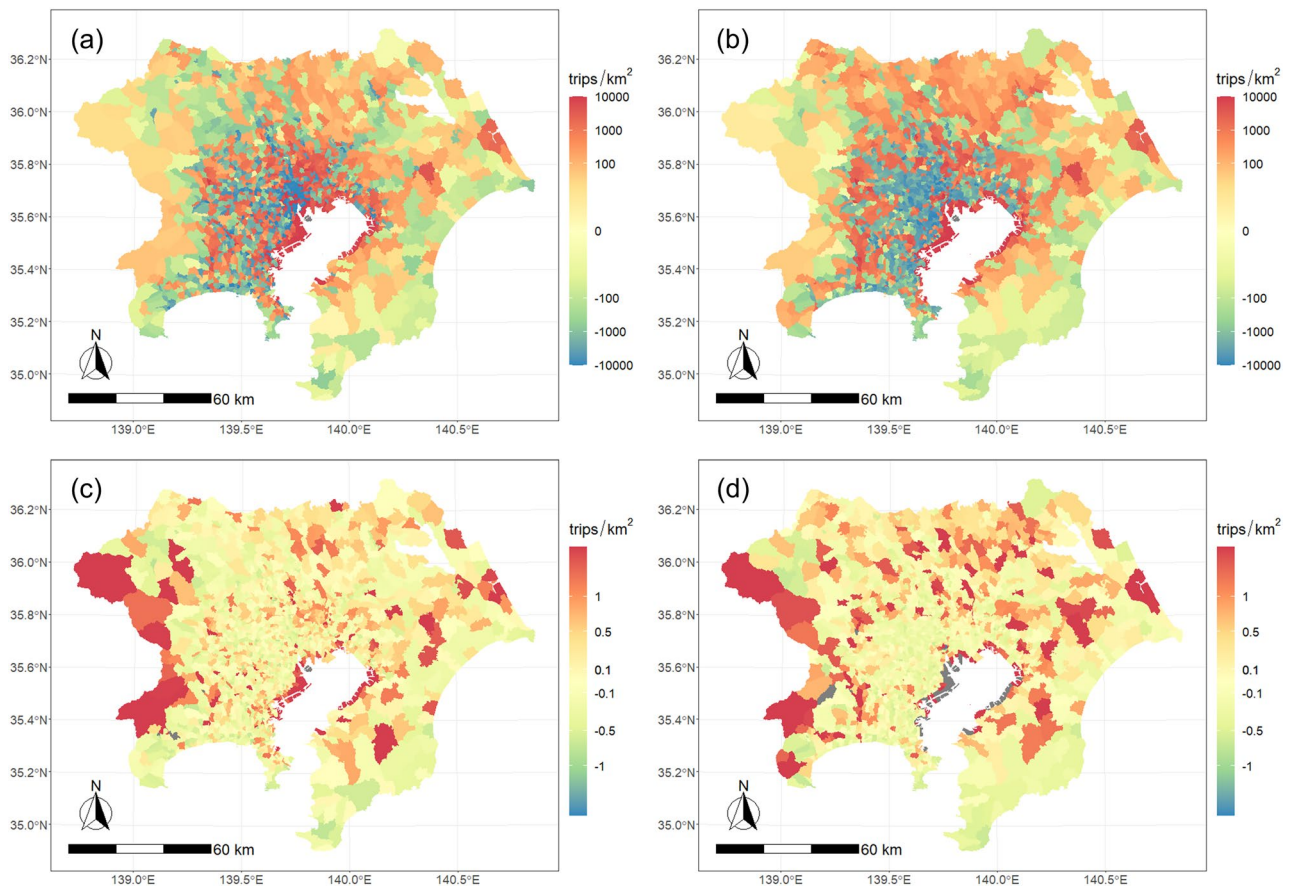 (a)
trips/km²
10000
1000
100
0
-100
-1000
-10000
36.2°N
36.0°N
35.8°N
35.6°N
35.4°N
35.2°N
35.0°N
N
60 km
139.0°E 139.5°E 140.0°E 140.5°E
(b)
trips/km²
10000
1000
100
0
-100
-1000
-10000
36.2°N
36.0°N
35.8°N
35.6°N
35.4°N
35.2°N
35.0°N
N
60 km
139.0°E 139.5°E 140.0°E 140.5°E
(c)
trips/km²
1
0.5
0.1
-0.1
-0.5
-1
36.2°N
36.0°N
35.8°N
35.6°N
35.4°N
35.2°N
35.0°N
N
60 km
139.0°E 139.5°E 140.0°E 140.5°E
(d)
trips/km²
1
0.5
0.1
-0.1
-0.5
-1
36.2°N
36.0°N
35.8°N
35.6°N
35.4°N
35.2°N
35.0°N
N
60 km
139.0°E 139.5°E 140.0°E 140.5°E